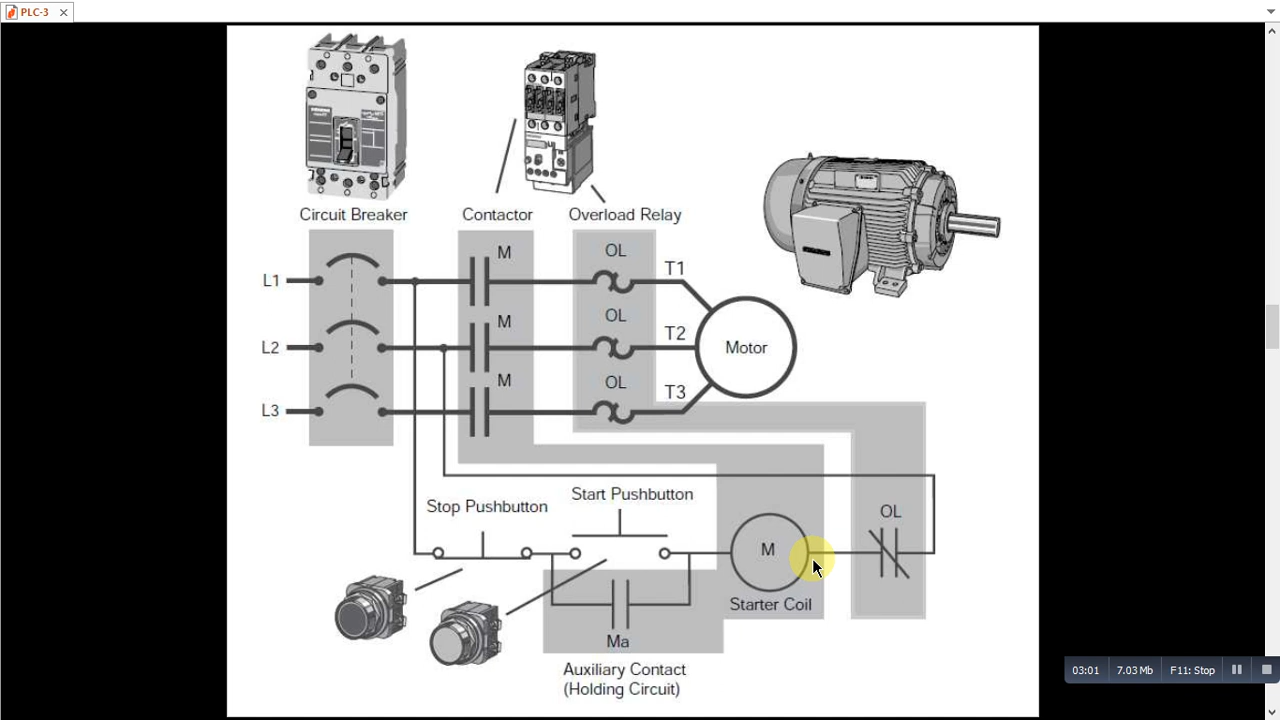 PLC-3
Circuit Breaker
Contactor
Overload Relay
M
OL
T1
L1
M
OL
T2
L2
Motor
M
OL
T3
L3
Start Pushbutton
Stop Pushbutton
OL
M
Starter Coil
Ma
Auxiliary Contact
(Holding Circuit)
03:01 7.03 Mb F11: Stop